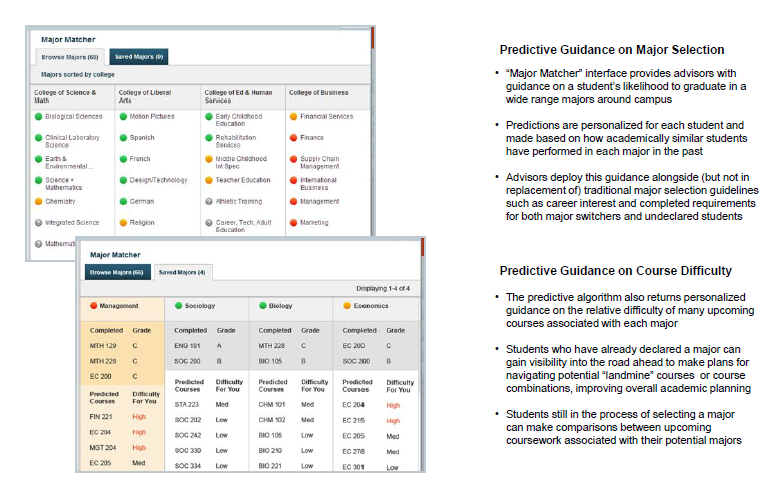 Major Matcher
Browse Majors (65) Saved Majors (0)
Majors sorted by college
College of Science & Math
Biological Sciences
Clinical Laboratory Science
Earth & Environmental...
Science + Mathematics
Chemistry
Integrated Science
Mathemati
College of Liberal Arts
Motion Pictures
Spanish
French
Design/Technology
German
Religion
College of Ed & Human Services
Early Childhood Education
Rehabilitation Services
Middle Childhood Int Spec
Teacher Education
Athletic Training
Career, Tech, Adult Education
College of Business
Financial Services
Finance
Supply Chain Management
International Business
Management
Marketing
Major Matcher
Browse Majors (66) Saved Majors (4)
Displaying 1-4 of 4
Management
Completed Grade
MTH 129 C
MTH 228 C
EC 200 C
Predicted Courses Difficulty For You
FIN 221 High
EC 204 High
MGT 204 High
EC 205 Med
Sociology
Completed Grade
ENG 101 A
SOC 200 B
Predicted Courses Difficulty For You
STA 223 Med
SOC 202 Low
SOC 242 Low
SOC 330 Low
SOC 334 Low
Biology
Completed Grade
MTH 228 C
BIO 105 B
Predicted Courses Difficulty For You
CHM 101 Med
CHM 102 Med
BIO 106 Low
BIO 210 Low
BIO 221 Low
Economics
Completed Grade
EC 200 C
SOC 200 B
Predicted Courses Difficulty For You
EC 204 High
EC 215 High
EC 205 Med
EC 278 Med
EC 301 Low
Predictive Guidance on Major Selection
• “Major Matcher” interface provides advisors with
guidance on a student’s likelihood to graduate in a
wide range majors around campus
• Predictions are personalized for each student and
made based on how academically similar students
have performed in each major in the past
• Advisors deploy this guidance alongside (but not in
replacement of) traditional major selection guidelines
such as career interest and completed requirements
for both major switchers and undeclared students
Predictive Guidance on Course Difficulty
• The predictive algorithm also returns personalized
guidance on the relative difficulty of many upcoming
courses associated with each major
• Students who have already declared a major can
gain visibility into the road ahead to make plans for
navigating potential “landmine” courses or course
combinations, improving overall academic planning
• Students still in the process of selecting a major
can make comparisons between upcoming
coursework associated with their potential majors